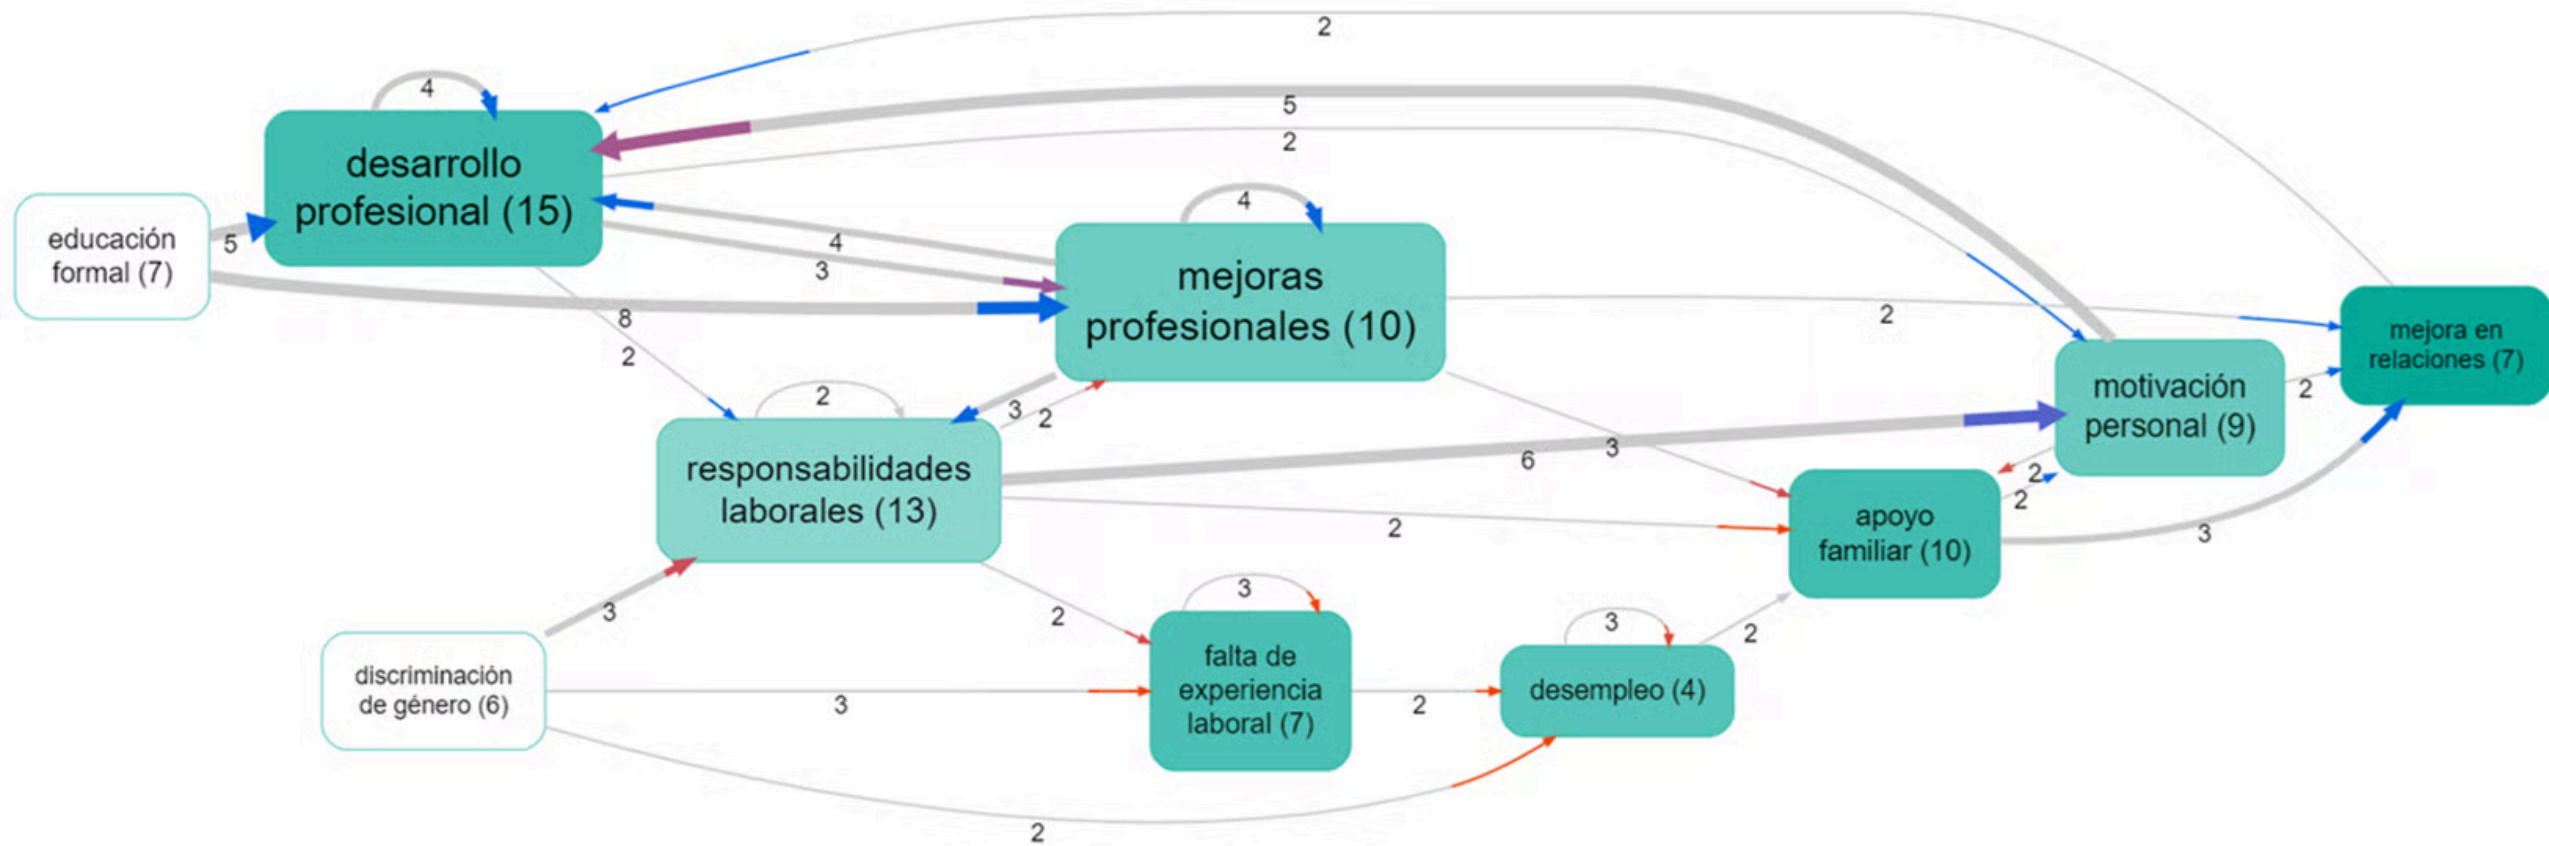 2
4
5
desarrollo
profesional (15)
2
educación
formal (7)
5
4
4
3
mejoras
profesionales (10)
8
2
2
mejora en
relaciones (7)
2
3
2
2
motivación
personal (9)
responsabilidades
laborales (13)
6
3
2
2
2
apoyo
familiar (10)
3
3
2
3
3
2
discriminación
de género (6)
falta de
experiencia
laboral (7)
desempleo (4)
3
2
2